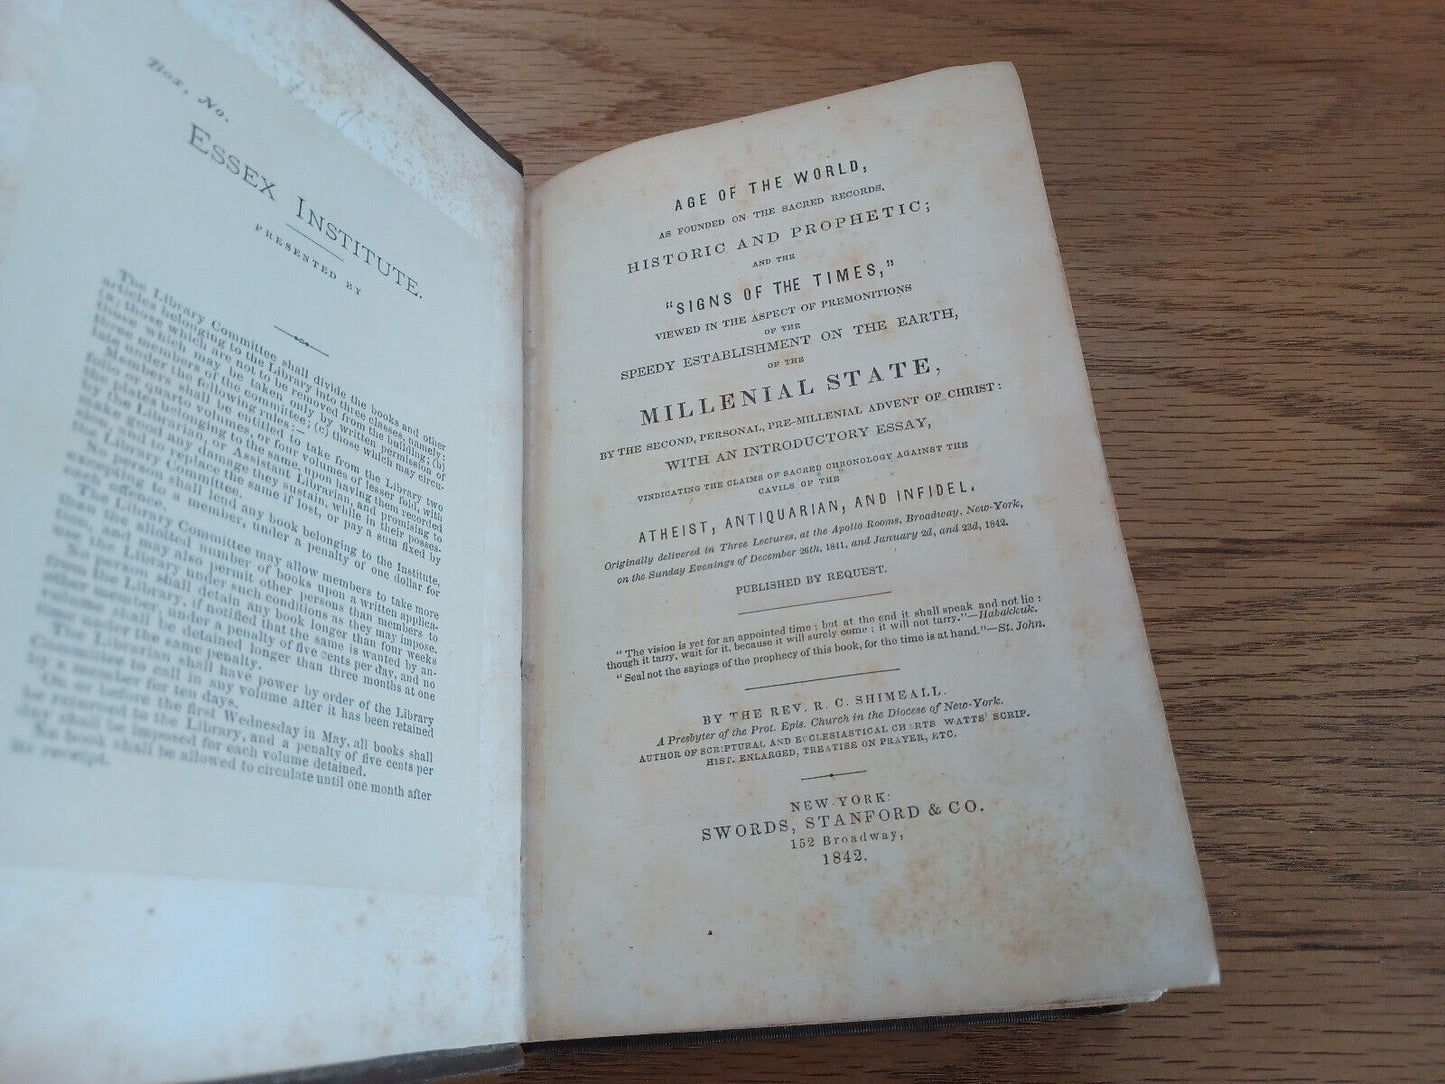 Box, No.
ESSEX INSTITUTE.
PRESENTED BY
The Library Committee shall divide the books and other
articles belonging to the Library into three classes, namely:
(a) those which are not to be removed from the building; (b)
those which may be taken only by written permission of
three members of the committee; (c) those which may circu-
late under the following rules:—
Members shall be entitled to take from the Library two
folio or quarto volumes, or four volumes of lesser fold, with
the plates belonging to the same, upon having them recorded
by the Librarian or Assistant Librarian, and promising to
make good any damage they sustain, while in their posses-
sion, and to replace the same if lost, or pay a sum fixed by
the Library Committee.
No person shall lend any book belonging to the Institute,
excepting to a member, under a penalty of one dollar for
offence.
The Library Committee may allow members to take more
than the allotted number of books upon a written applica-
tion, and may also permit other persons than members to
use the Library under such conditions as they may impose.
No person shall detain any book longer than four weeks
from the Library, if notified that the same is wanted by an-
other member, under a penalty of five cents per day, and no
volume shall be detained longer than three months at one
time under the same penalty.
The Librarian shall have power by order of the Library
Committee to call in any volume after it has been retained
by a member for ten days.
On or before the first Wednesday in May, all books shall
be returned to the Library, and a penalty of five cents per
day shall be imposed for each volume detained.
No book shall be allowed to circulate until one month after
its receipt.
AGE OF THE WORLD,
AS FOUNDED ON THE SACRED RECORDS,
HISTORIC AND PROPHETIC;
AND THE
"SIGNS OF THE TIMES,"
VIEWED IN THE ASPECT OF PREMONITIONS
OF THE
SPEEDY ESTABLISHMENT ON THE EARTH,
OF THE
MILLENIAL STATE,
BY THE SECOND, PERSONAL, PRE-MILLENIAL ADVENT OF CHRIST:
WITH AN INTRODUCTORY ESSAY,
VINDICATING THE CLAIMS OF SACRED CHRONOLOGY AGAINST THE
CAVILS OF THE
ATHEIST, ANTIQUARIAN, AND INFIDEL.
Originally delivered in Three Lectures, at the Apollo Rooms, Broadway, New-York,
on the Sunday Evenings of December 26th, 1841, and January 2d, and 23d, 1842.
PUBLISHED BY REQUEST.
"The vision is yet for an appointed time; but at the end it shall speak and not lie:
though it tarry, wait for it, because it will surely come; it will not tarry."—Habakkuk.
"Seal not the sayings of the prophecy of this book, for the time is at hand."—St. John.
BY THE REV. R. C. SHIMEALL.
A Presbyter of the Prot. Epis. Church in the Diocese of New-York.
AUTHOR OF SCRIPTURAL AND ECCLESIASTICAL CHARTS, WATTS' SCRIP.
HIST. ENLARGED, TREATISE ON PRAYER, ETC.
NEW-YORK:
SWORDS, STANFORD & CO.
152 Broadway,
1842.